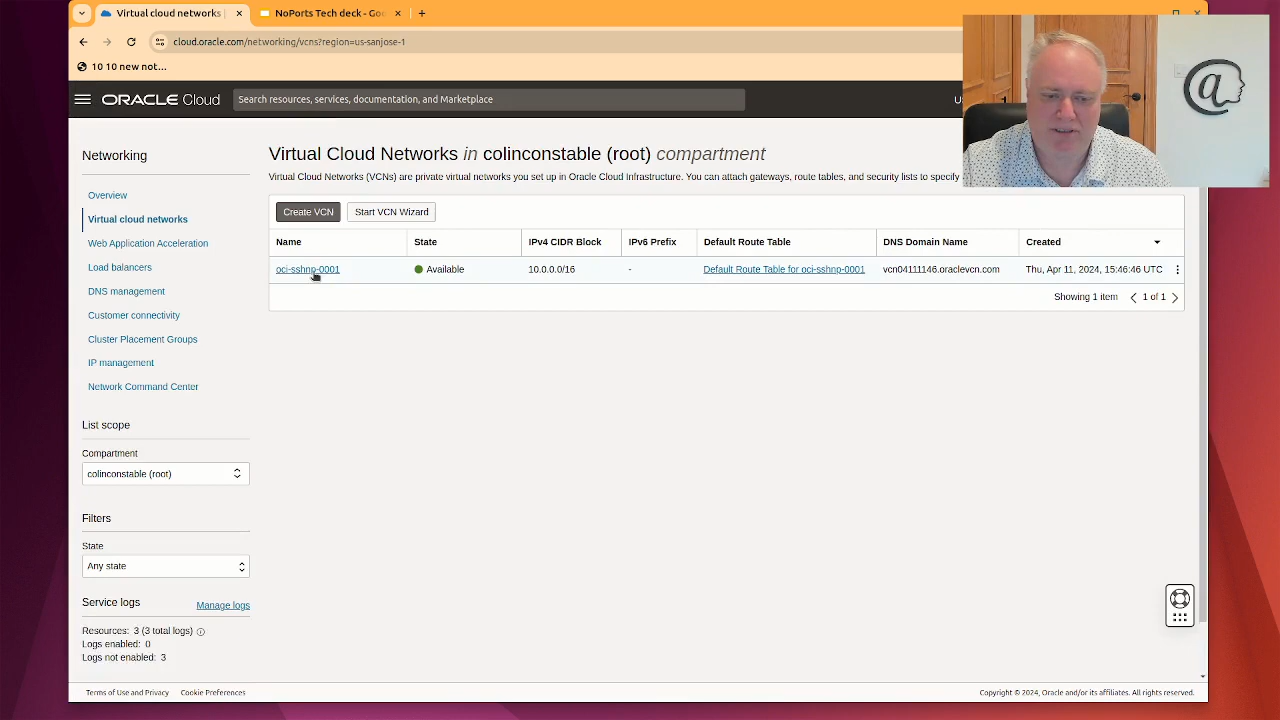 Virtual cloud networks |
NoPorts Tech deck - Goo
cloud.oracle.com/networking/vcns?region=us-sanjose-1
10 10 new not...
ORACLE Cloud
Search resources, services, documentation, and Marketplace
US
Networking
Overview
Virtual cloud networks
Web Application Acceleration
Load balancers
DNS management
Customer connectivity
Cluster Placement Groups
IP management
Network Command Center
List scope
Compartment
colinconstable (root)
Filters
State
Any state
Service logs
Manage logs
Resources: 3 (3 total logs)
Logs enabled: 0
Logs not enabled: 3
Virtual Cloud Networks in colinconstable (root) compartment
Virtual Cloud Networks (VCNs) are private virtual networks you set up in Oracle Cloud Infrastructure. You can attach gateways, route tables, and security lists to specify
Create VCN
Start VCN Wizard
Name State IPv4 CIDR Block IPv6 Prefix Default Route Table DNS Domain Name Created
oci-sshnp-0001 Available 10.0.0.0/16 - Default Route Table for oci-sshnp-0001 vcn04111146.oraclevcn.com Thu, Apr 11, 2024, 15:46:46 UTC
Showing 1 item 1 of 1
Terms of Use and Privacy
Cookie Preferences
Copyright © 2024, Oracle and/or its affiliates. All rights reserved.